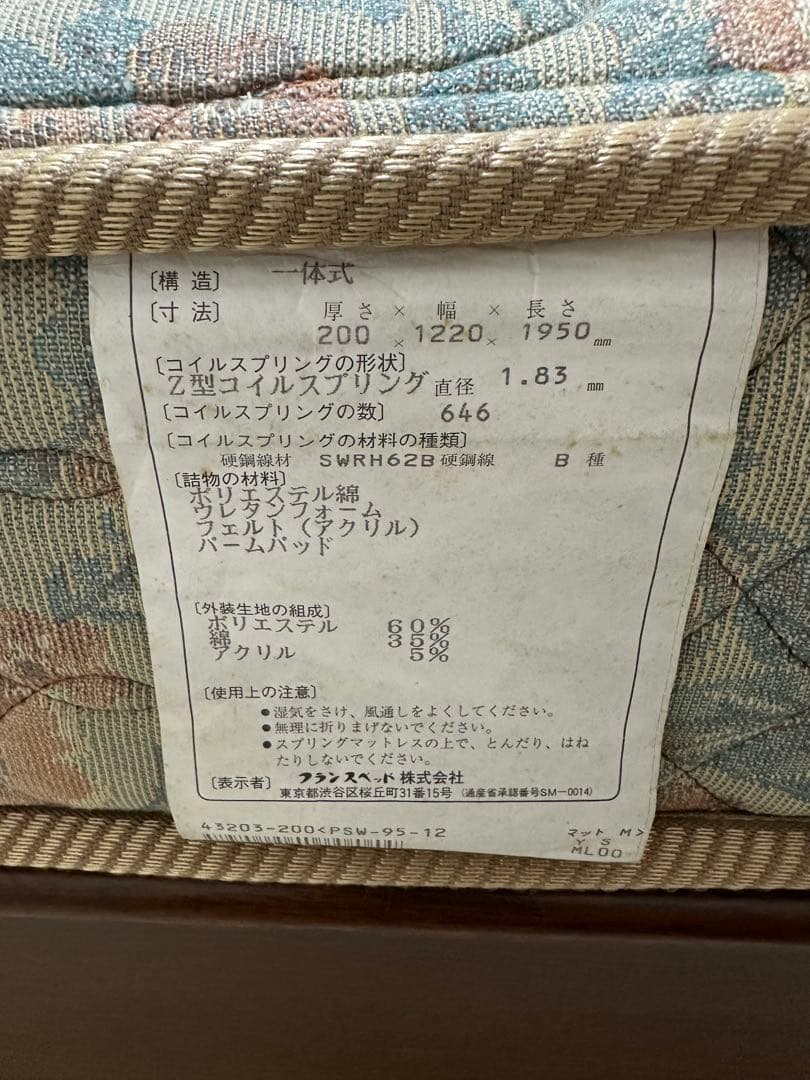 〔構 造〕 一体式
〔寸 法〕 厚さ × 幅 × 長さ
200 × 1220 × 1950 mm
〔コイルスプリングの形状〕
Z型コイルスプリング 直径 1.83 mm
〔コイルスプリングの数〕 646
〔コイルスプリングの材料の種類〕
硬鋼線材 SWRH62B 硬鋼線 B 種
〔詰物の材料〕
ポリエステル綿
ウレタンフォーム
フェルト(アクリル)
パームパッド
〔外装生地の組成〕
ポリエステル 60%
綿 35%
アクリル 5%
〔使用上の注意〕
●湿気をさけ、風通しをよくしてください。
●無理に折りまげないでください。
●スプリングマットレスの上で、とんだり、はね
たりしないでください。
〔表示者〕 フランスベッド株式会社
東京都渋谷区桜丘町31番15号 (通産省承認番号SM-0014)
43203-200<PSW-95-12 マット M>
Y S
ML00